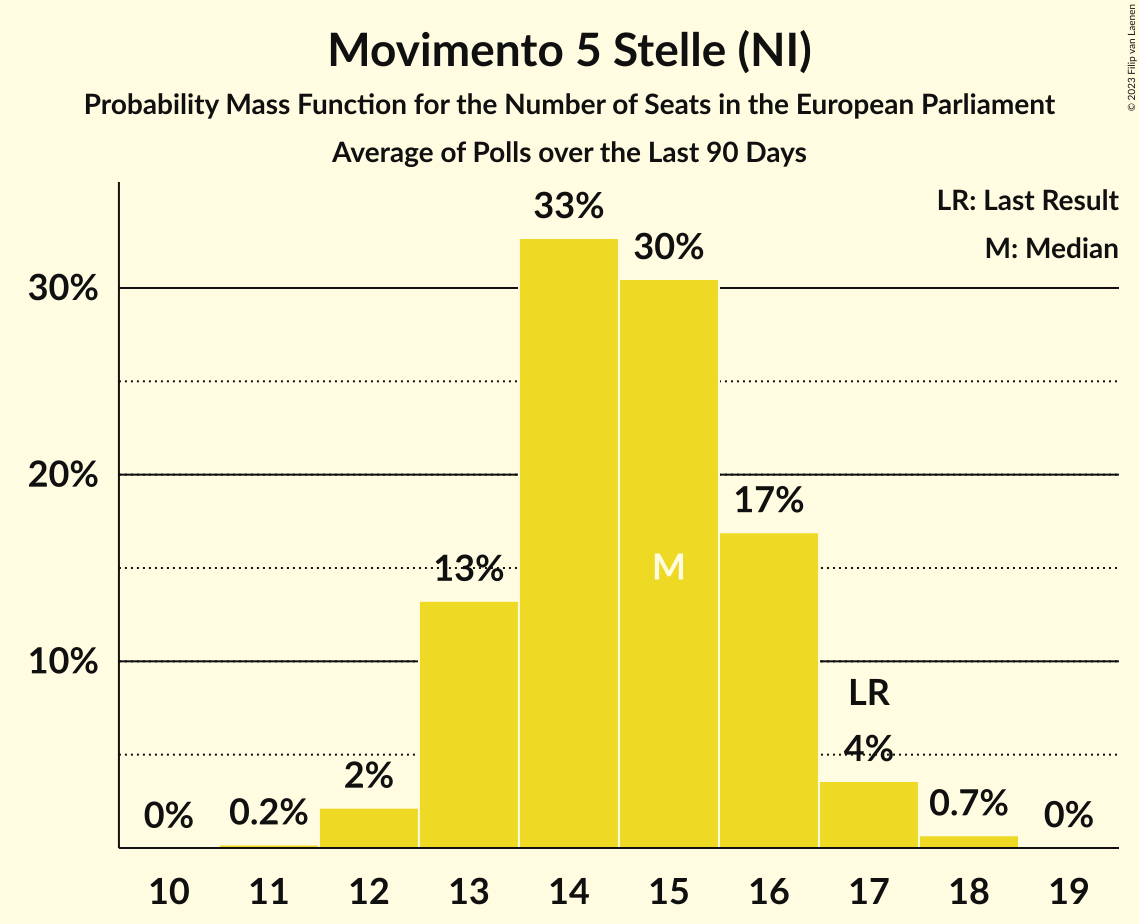 Movimento 5 Stelle (NI)
Probability Mass Function for the Number of Seats in the European Parliament
Average of Polls over the Last 90 Days
© 2023 Filip van Laenen
LR: Last Result
M: Median
33%
30%
30%
20%
17%
13%
M
10%
LR
4%
2%
0%
0.2%
0.7%
0%
10 11 12 13 14 15 16 17 18 19